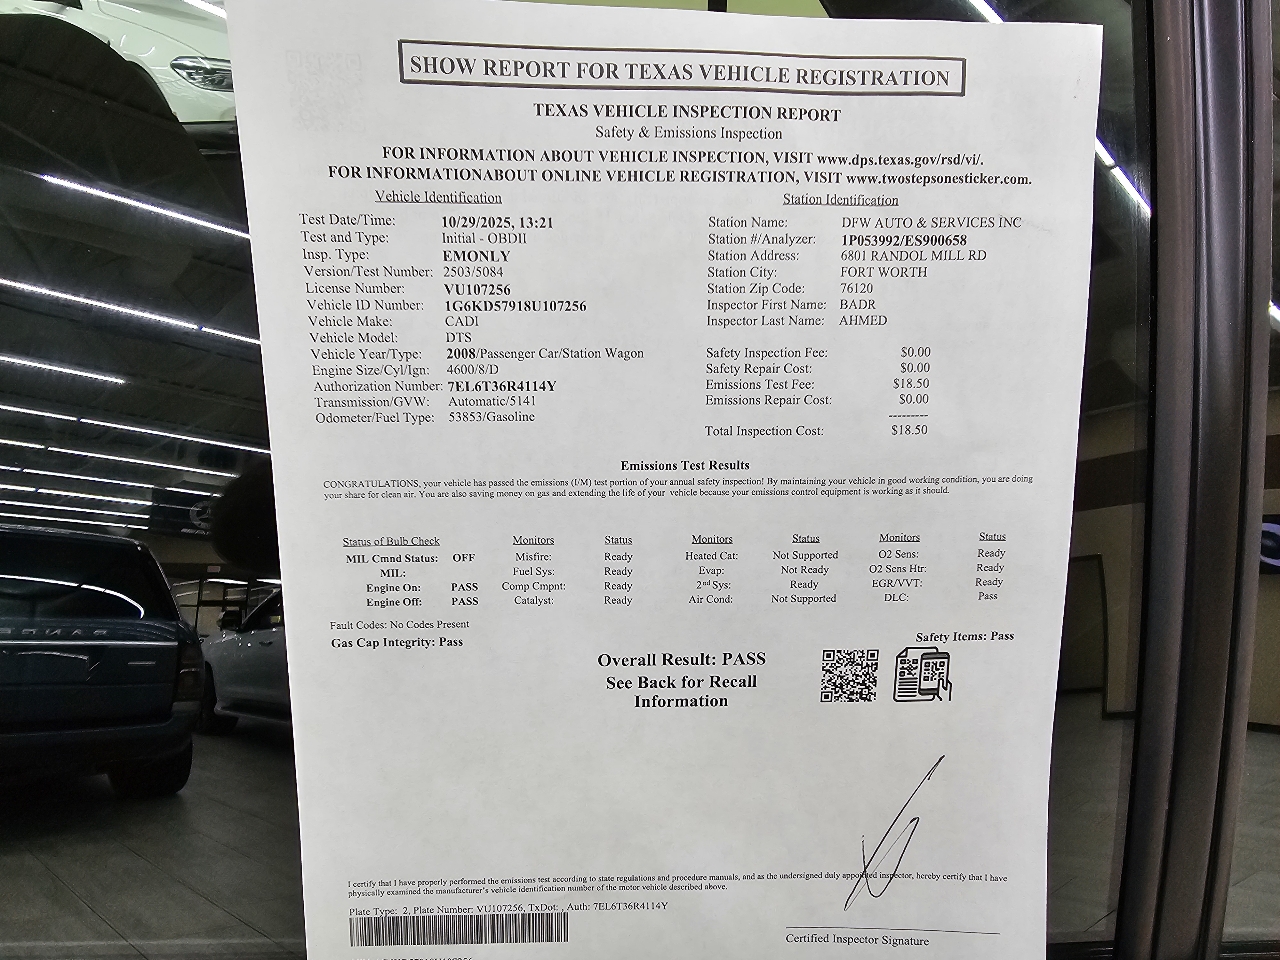 SHOW REPORT FOR TEXAS VEHICLE REGISTRATION
TEXAS VEHICLE INSPECTION REPORT
Safety & Emissions Inspection
FOR INFORMATION ABOUT VEHICLE INSPECTION, VISIT www.dps.texas.gov/rsd/vi/.
FOR INFORMATIONABOUT ONLINE VEHICLE REGISTRATION, VISIT www.twostepsonesticker.com.
Vehicle Identification
Test Date/Time: 10/29/2025, 13:21
Test and Type: Initial - OBDII
Insp. Type: EMONLY
Version/Test Number: 2503/5084
License Number: VU107256
Vehicle ID Number: 1G6KD57918U107256
Vehicle Make: CADI
Vehicle Model: DTS
Vehicle Year/Type: 2008/Passenger Car/Station Wagon
Engine Size/Cyl/Ign: 4600/8/D
Authorization Number: 7EL6T36R4114Y
Transmission/GVW: Automatic/5141
Odometer/Fuel Type: 53853/Gasoline
Station Identification
Station Name: DFW AUTO & SERVICES INC
Station #/Analyzer: 1P053992/ES900658
Station Address: 6801 RANDOL MILL RD
Station City: FORT WORTH
Station Zip Code: 76120
Inspector First Name: BADR
Inspector Last Name: AHMED
Safety Inspection Fee: $0.00
Safety Repair Cost: $0.00
Emissions Test Fee: $18.50
Emissions Repair Cost: $0.00
---------
Total Inspection Cost: $18.50
Emissions Test Results
CONGRATULATIONS, your vehicle has passed the emissions (I/M) test portion of your annual safety inspection! By maintaining your vehicle in good working condition, you are doing
your share for clean air. You are also saving money on gas and extending the life of your vehicle because your emissions control equipment is working as it should.
Status of Bulb Check Monitors Status Monitors Status Monitors Status
MIL Cmnd Status: OFF Misfire: Ready Heated Cat: Not Supported O2 Sens: Ready
MIL: Fuel Sys: Ready Evap: Not Ready O2 Sens Htr: Ready
Engine On: PASS Comp Cmpnt: Ready 2nd Sys: Ready EGR/VVT: Ready
Engine Off: PASS Catalyst: Ready Air Cond: Not Supported DLC: Pass
Fault Codes: No Codes Present
Gas Cap Integrity: Pass
Safety Items: Pass
Overall Result: PASS
See Back for Recall
Information
I certify that I have properly performed the emissions test according to state regulations and procedure manuals, and as the undersigned duly appointed inspector, hereby certify that I have
physically examined the manufacturer's vehicle identification number of the motor vehicle described above.
Plate Type: 2, Plate Number: VU107256, TxDot: , Auth: 7EL6T36R4114Y
Certified Inspector Signature